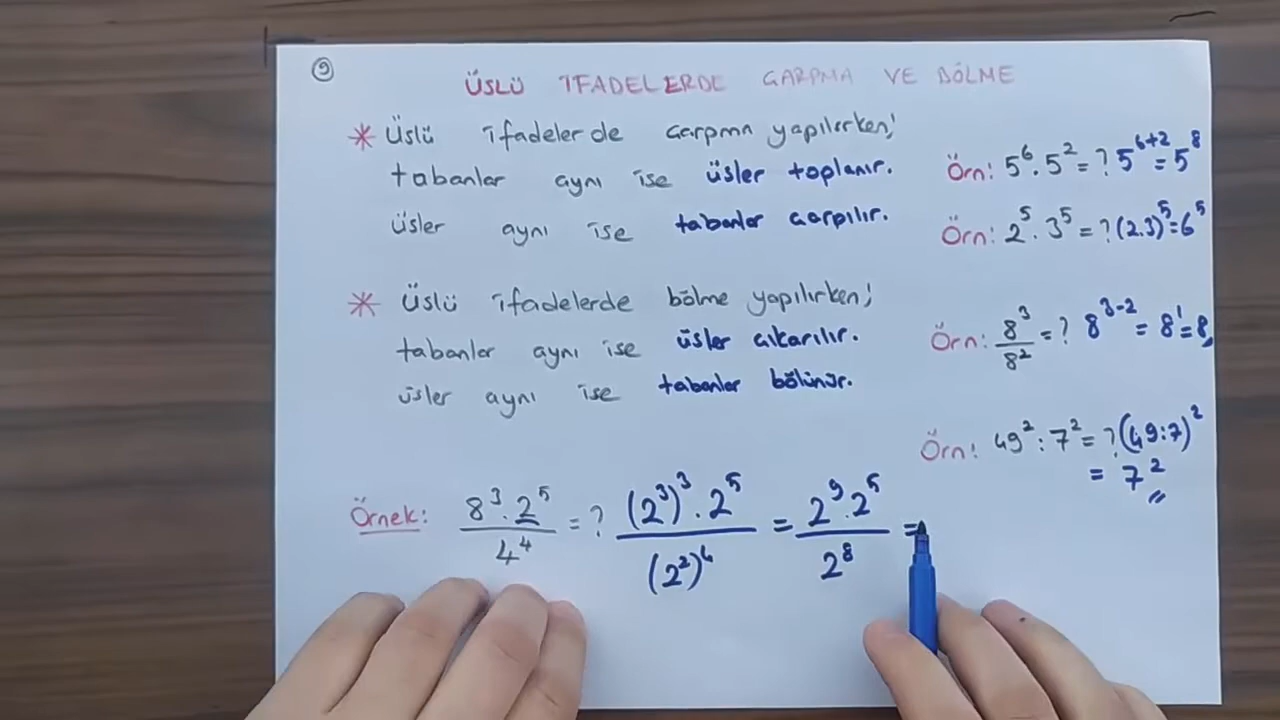 9
ÜSLÜ İFADELERDE ÇARPMA VE BÖLME
* Üslü ifadelerde çarpma yapılırken;
tabanlar aynı ise üsler toplanır.
üsler aynı ise tabanlar çarpılır.
Örn: 5⁶ . 5² = ? 5⁶⁺² = 5⁸
Örn: 2⁵ . 3⁵ = ? (2.3)⁵ = 6⁵
* Üslü ifadelerde bölme yapılırken;
tabanlar aynı ise üsler çıkarılır.
üsler aynı ise tabanlar bölünür.
Örn: 8³/8² = ? 8³⁻² = 8¹ = 8,
Örn: 49² : 7² = ? (49:7)²
= 7²
Örnek: 8³ . 2⁵ / 4⁴ = ? (2³)³ . 2⁵ / (2²)⁴ = 2⁹ . 2⁵ / 2⁸ =